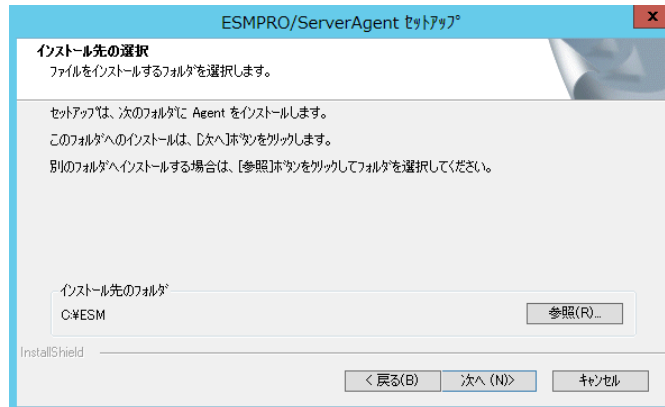 ESMPRO/ServerAgent ｾｯﾄｱｯﾌﾟ
x
ｲﾝｽﾄｰﾙ先の選択
ﾌｧｲﾙをｲﾝｽﾄｰﾙするﾌｫﾙﾀﾞを選択します。
ｾｯﾄｱｯﾌﾟは、次のﾌｫﾙﾀﾞに Agent をｲﾝｽﾄｰﾙします。
このﾌｫﾙﾀﾞへのｲﾝｽﾄｰﾙは、[次へ]ﾎﾞﾀﾝをｸﾘｯｸします。
別のﾌｫﾙﾀﾞへｲﾝｽﾄｰﾙする場合は、[参照]ﾎﾞﾀﾝをｸﾘｯｸしてﾌｫﾙﾀﾞを選択してください。
ｲﾝｽﾄｰﾙ先のﾌｫﾙﾀﾞ
C:¥ESM
参照(R)...
InstallShield
< 戻る(B)
次へ (N)>
ｷｬﾝｾﾙ